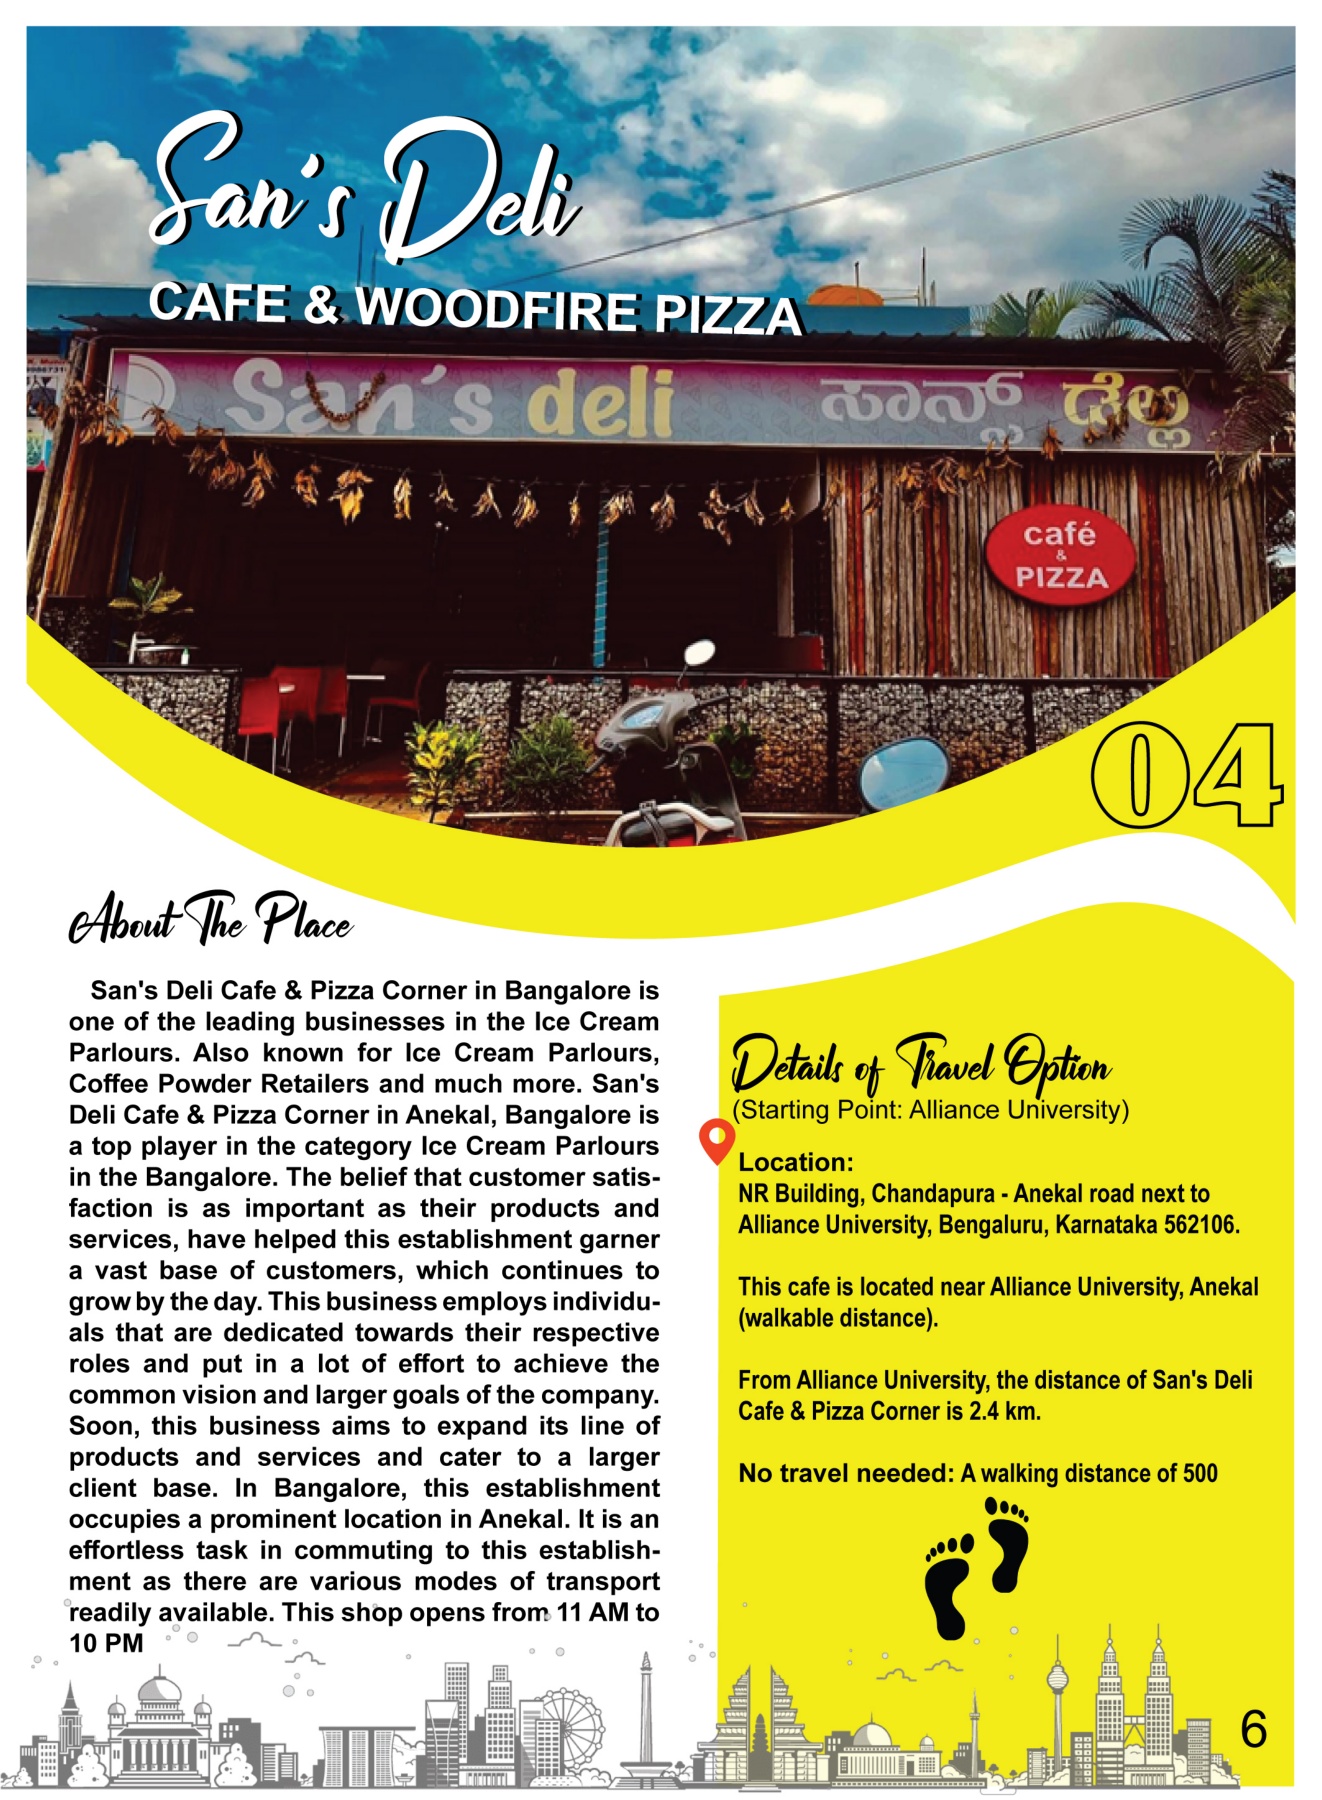 San's Deli
CAFE & WOODFIRE PIZZA
San's deli ಸಾನ್ಸ್ ಡೆಲ್ಲಿ
café
&
PIZZA
04
About The Place
San's Deli Cafe & Pizza Corner in Bangalore is
one of the leading businesses in the Ice Cream
Parlours. Also known for Ice Cream Parlours,
Coffee Powder Retailers and much more. San's
Deli Cafe & Pizza Corner in Anekal, Bangalore is
a top player in the category Ice Cream Parlours
in the Bangalore. The belief that customer satis-
faction is as important as their products and
services, have helped this establishment garner
a vast base of customers, which continues to
grow by the day. This business employs individu-
als that are dedicated towards their respective
roles and put in a lot of effort to achieve the
common vision and larger goals of the company.
Soon, this business aims to expand its line of
products and services and cater to a larger
client base. In Bangalore, this establishment
occupies a prominent location in Anekal. It is an
effortless task in commuting to this establish-
ment as there are various modes of transport
readily available. This shop opens from 11 AM to
10 PM
Details of Travel Option
(Starting Point: Alliance University)
Location:
NR Building, Chandapura - Anekal road next to
Alliance University, Bengaluru, Karnataka 562106.
This cafe is located near Alliance University, Anekal
(walkable distance).
From Alliance University, the distance of San's Deli
Cafe & Pizza Corner is 2.4 km.
No travel needed: A walking distance of 500
6